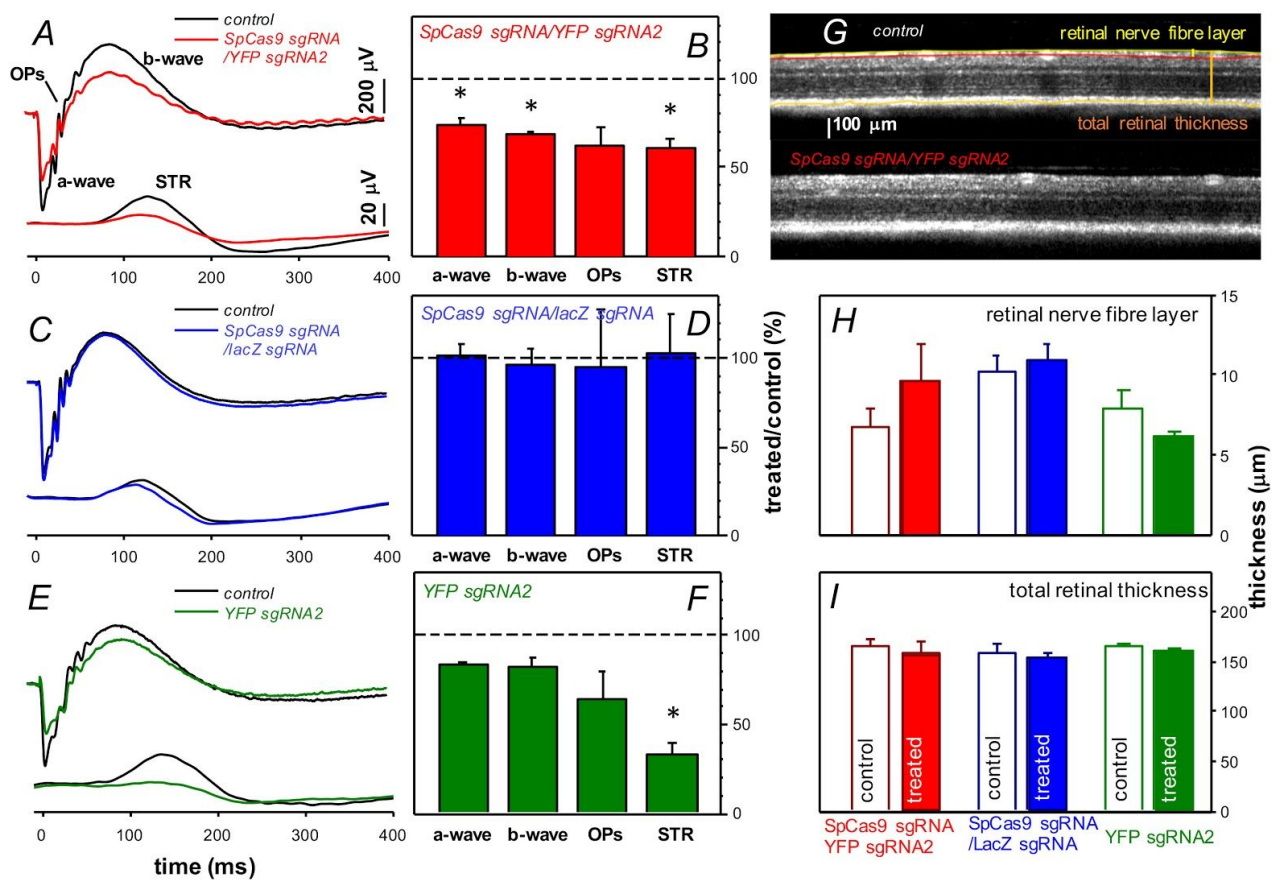 A
control
SpCas9 sgRNA
/YFP sgRNA2
OPs
b-wave
200 µV
a-wave
STR
20 µV
0 100 200 300 400
SpCas9 sgRNA/YFP sgRNA2
B
100
50
0
* * *
a-wave b-wave OPs STR
C
control
SpCas9 sgRNA
/lacZ sgRNA
0 100 200 300 400
SpCas9 sgRNA/lacZ sgRNA
D
100
50
0
a-wave b-wave OPs STR
treated/control (%)
E
control
YFP sgRNA2
0 100 200 300 400
time (ms)
YFP sgRNA2
F
100
50
0
*
a-wave b-wave OPs STR
G
control
retinal nerve fibre layer
100 µm
total retinal thickness
SpCas9 sgRNA/YFP sgRNA2
H
retinal nerve fibre layer
15
10
5
0
thickness (µm)
I
total retinal thickness
200
150
100
0
control treated control treated control treated
SpCas9 sgRNA
YFP sgRNA2
SpCas9 sgRNA
/LacZ sgRNA
YFP sgRNA2